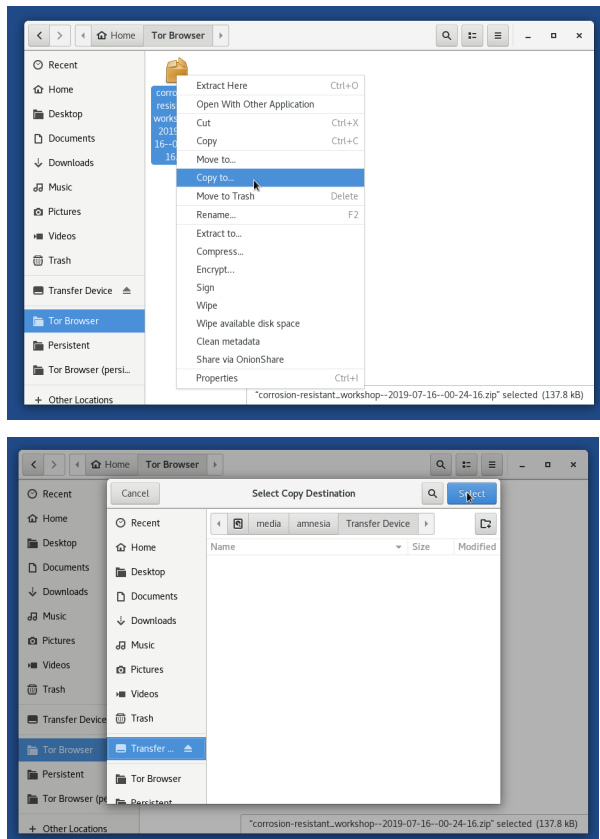 Home Tor Browser
Recent
Home
Desktop
Documents
Downloads
Music
Pictures
Videos
Trash
Transfer Device
Tor Browser
Persistent
Tor Browser (persi...
+ Other Locations
corro
resis
works
2019
16--0
16.
Extract Here Ctrl+O
Open With Other Application
Cut Ctrl+X
Copy Ctrl+C
Move to...
Copy to...
Move to Trash Delete
Rename... F2
Extract to...
Compress...
Encrypt...
Sign
Wipe
Wipe available disk space
Clean metadata
Share via OnionShare
Properties Ctrl+I
"corrosion-resistant_workshop--2019-07-16--00-24-16.zip" selected (137.8 kB)
Home Tor Browser
Recent
Home
Desktop
Documents
Downloads
Music
Pictures
Videos
Trash
Transfer Device
Tor Browser
Persistent
Tor Browser (pe
+ Other Locations
Cancel Select Copy Destination Select
Recent
Home
Desktop
Documents
Downloads
Music
Pictures
Videos
Trash
Transfer ...
Tor Browser
Persistent
media amnesia Transfer Device
Name Size Modified
"corrosion-resistant_workshop--2019-07-16--00-24-16.zip" selected (137.8 kB)